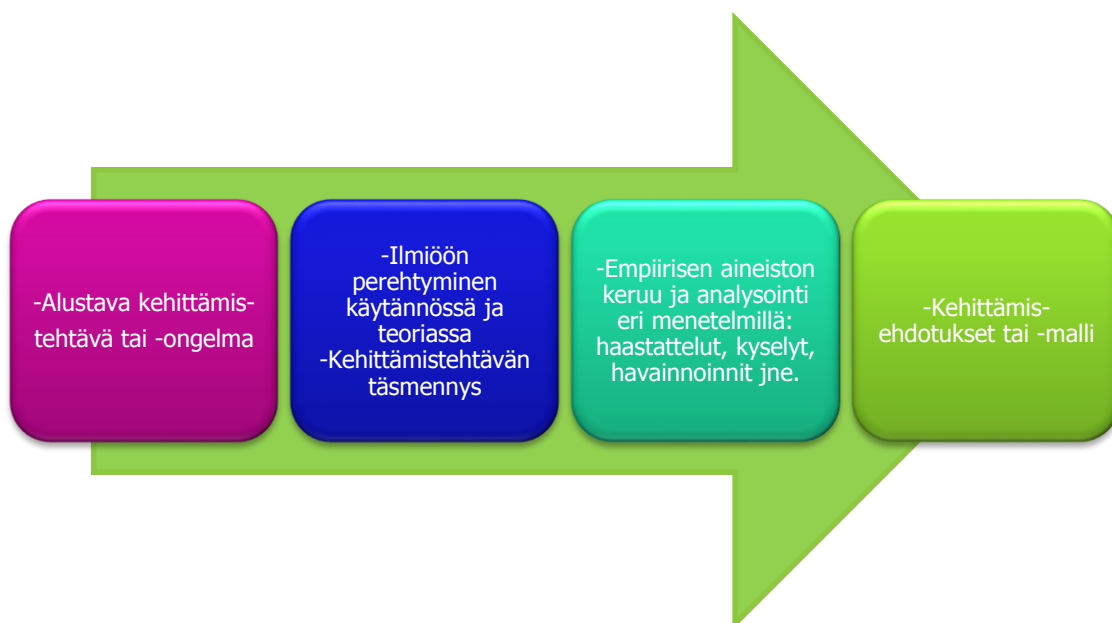 -Alustava kehittämis-
tehtävä tai -ongelma
-Ilmiöön
perehtyminen
käytännössä ja
teoriassa
-Kehittämistehtävän
täsmennys
-Empiirisen aineiston
keruu ja analysointi
eri menetelmillä:
haastattelut, kyselyt,
havainnoinnit jne.
-Kehittämis-
ehdotukset tai -malli